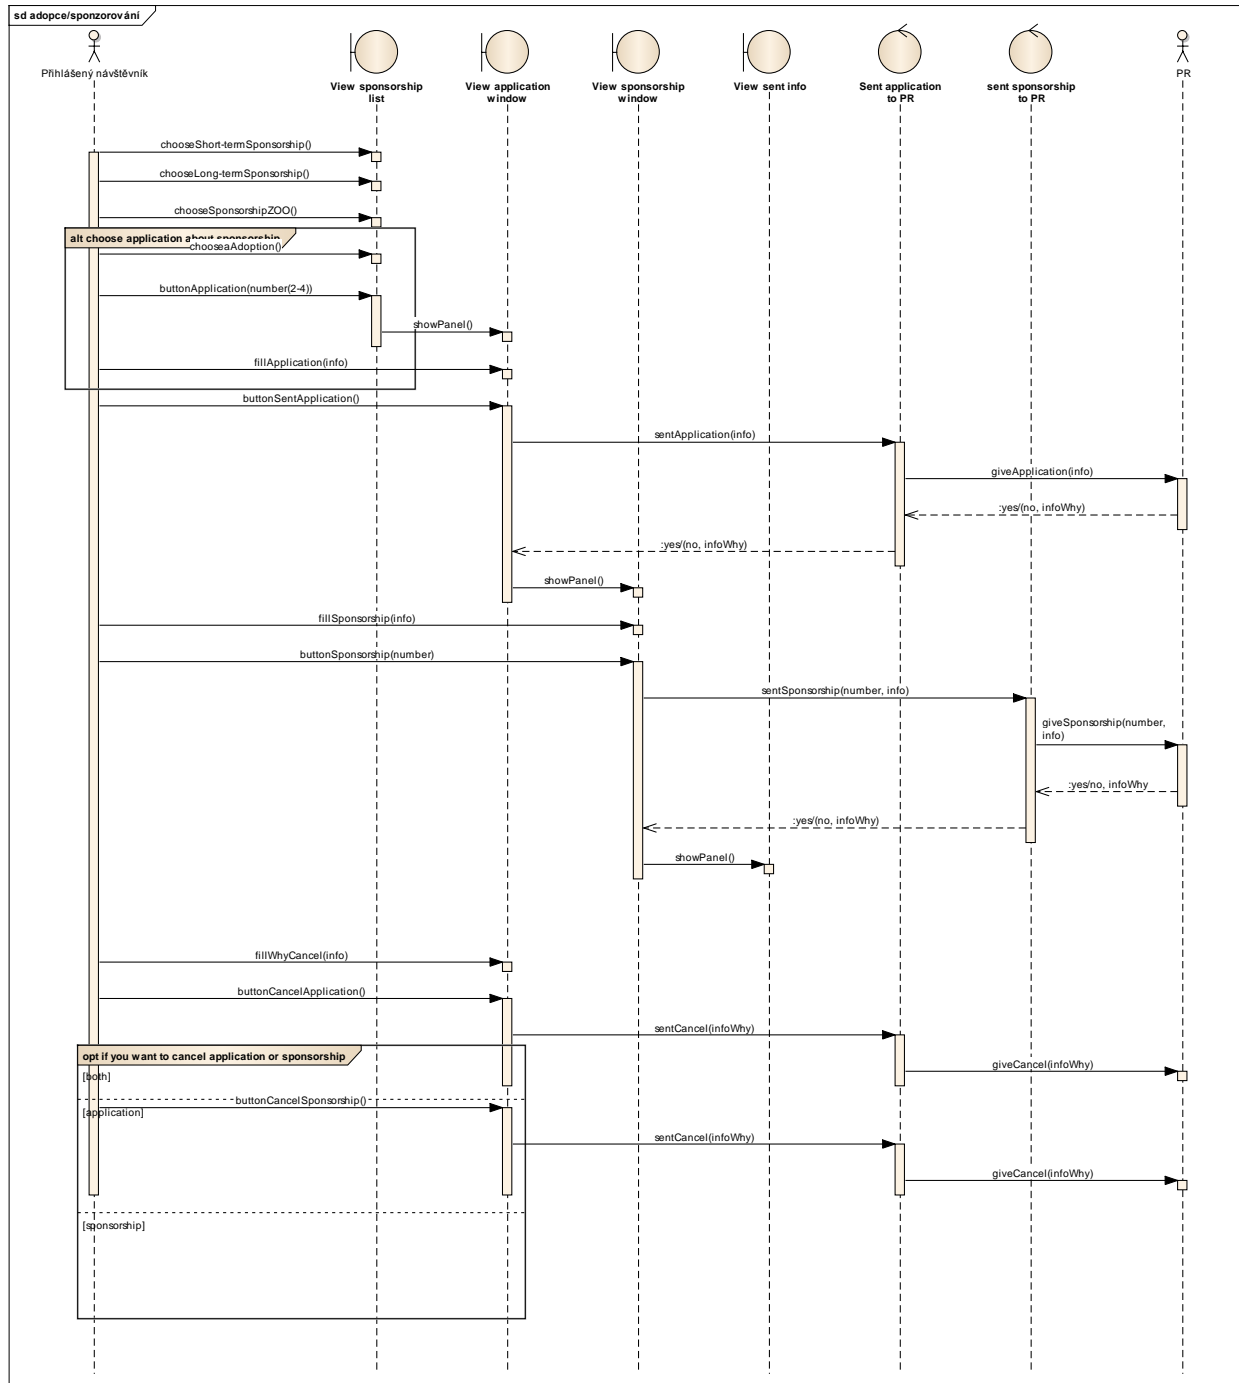 sd adopce/sponzorování
Přihlášený návštěvník
View sponsorship
list
View application
window
View sponsorship
window
View sent info
Sent application
to PR
sent sponsorship
to PR
PR
chooseShort-termSponsorship()
chooseLong-termSponsorship()
chooseSponsorshipZOO()
alt choose application about sponsorship
chooseaAdoption()
buttonApplication(number(2-4))
showPanel()
fillApplication(info)
buttonSentApplication()
sentApplication(info)
giveApplication(info)
:yes/(no, infoWhy)
:yes/(no, infoWhy)
showPanel()
fillSponsorship(info)
buttonSponsorship(number)
sentSponsorship(number, info)
giveSponsorship(number,
info)
:yes/no, infoWhy
:yes/(no, infoWhy)
showPanel()
fillWhyCancel(info)
buttonCancelApplication()
sentCancel(infoWhy)
opt if you want to cancel application or sponsorship
giveCancel(infoWhy)
[both]
buttonCancelSponsorship()
[application]
sentCancel(infoWhy)
giveCancel(infoWhy)
[sponsorship]